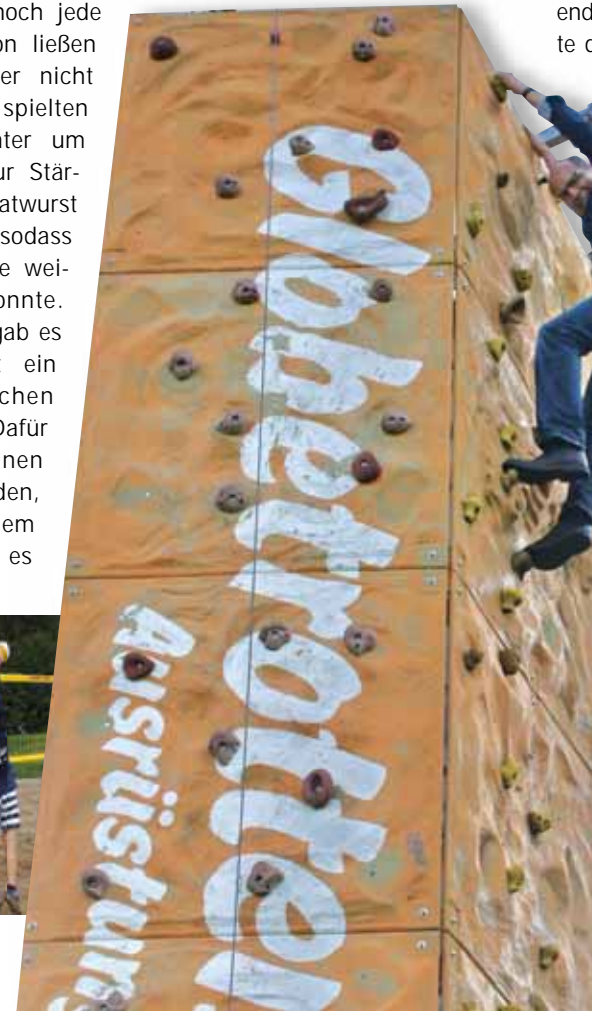 noch jede
on ließen
er nicht
spielten
ter um
ur Stär-
atwurst
sodass
e wei-
onnte.
gab es
ein
chen
Dafür
nen
den,
em
es
end
te
Globetrotter
Ausrüstung